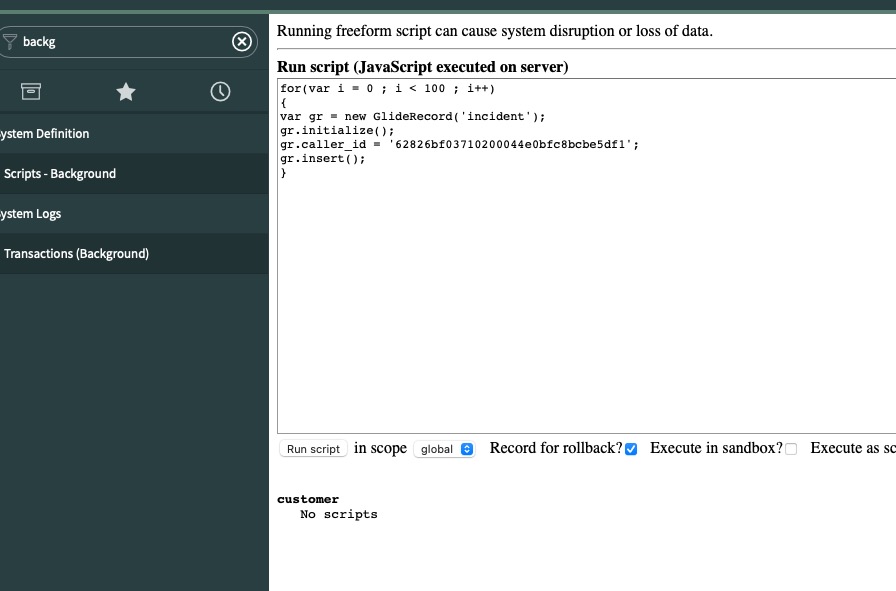 backg
ystem Definition
Scripts - Background
ystem Logs
Transactions (Background)
Running freeform script can cause system disruption or loss of data.
Run script (JavaScript executed on server)
for(var i = 0 ; i < 100 ; i++)
{
var gr = new GlideRecord('incident');
gr.initialize();
gr.caller_id = '62826bf03710200044e0bfc8bcbe5df1';
gr.insert();
}
Run script in scope global Record for rollback? Execute in sandbox? Execute as sc
customer
No scripts